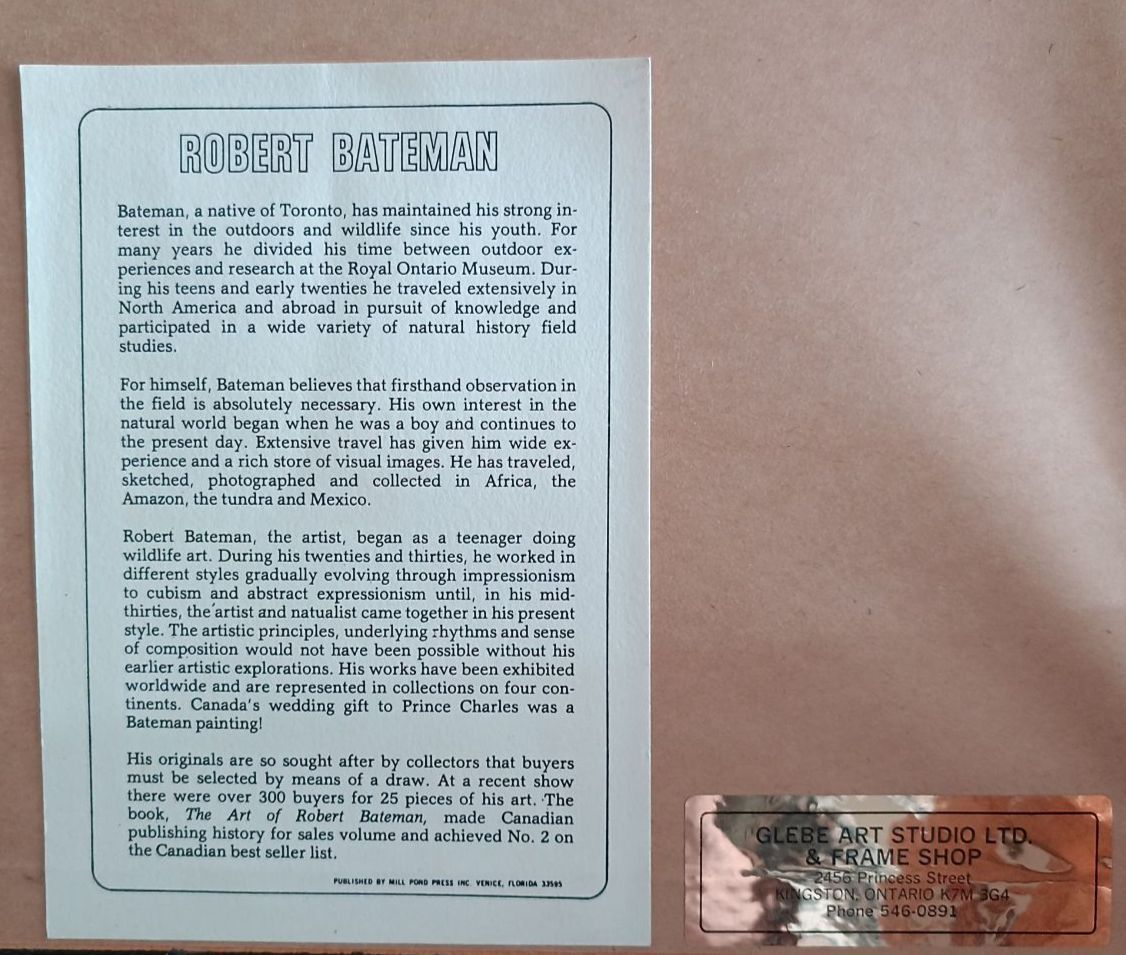 ROBERT BATEMAN
Bateman, a native of Toronto, has maintained his strong in-
terest in the outdoors and wildlife since his youth. For
many years he divided his time between outdoor ex-
periences and research at the Royal Ontario Museum. Dur-
ing his teens and early twenties he traveled extensively in
North America and abroad in pursuit of knowledge and
participated in a wide variety of natural history field
studies.
For himself, Bateman believes that firsthand observation in
the field is absolutely necessary. His own interest in the
natural world began when he was a boy and continues to
the present day. Extensive travel has given him wide ex-
perience and a rich store of visual images. He has traveled,
sketched, photographed and collected in Africa, the
Amazon, the tundra and Mexico.
Robert Bateman, the artist, began as a teenager doing
wildlife art. During his twenties and thirties, he worked in
different styles gradually evolving through impressionism
to cubism and abstract expressionism until, in his mid-
thirties, the artist and natualist came together in his present
style. The artistic principles, underlying rhythms and sense
of composition would not have been possible without his
earlier artistic explorations. His works have been exhibited
worldwide and are represented in collections on four con-
tinents. Canada's wedding gift to Prince Charles was a
Bateman painting!
His originals are so sought after by collectors that buyers
must be selected by means of a draw. At a recent show
there were over 300 buyers for 25 pieces of his art. The
book, The Art of Robert Bateman, made Canadian
publishing history for sales volume and achieved No. 2 on
the Canadian best seller list.
PUBLISHED BY MILL POND PRESS INC. VENICE, FLORIDA 33595
GLEBE ART STUDIO LTD.
& FRAME SHOP
2456 Princess Street
KINGSTON, ONTARIO K7M 3G4
Phone 546-0891